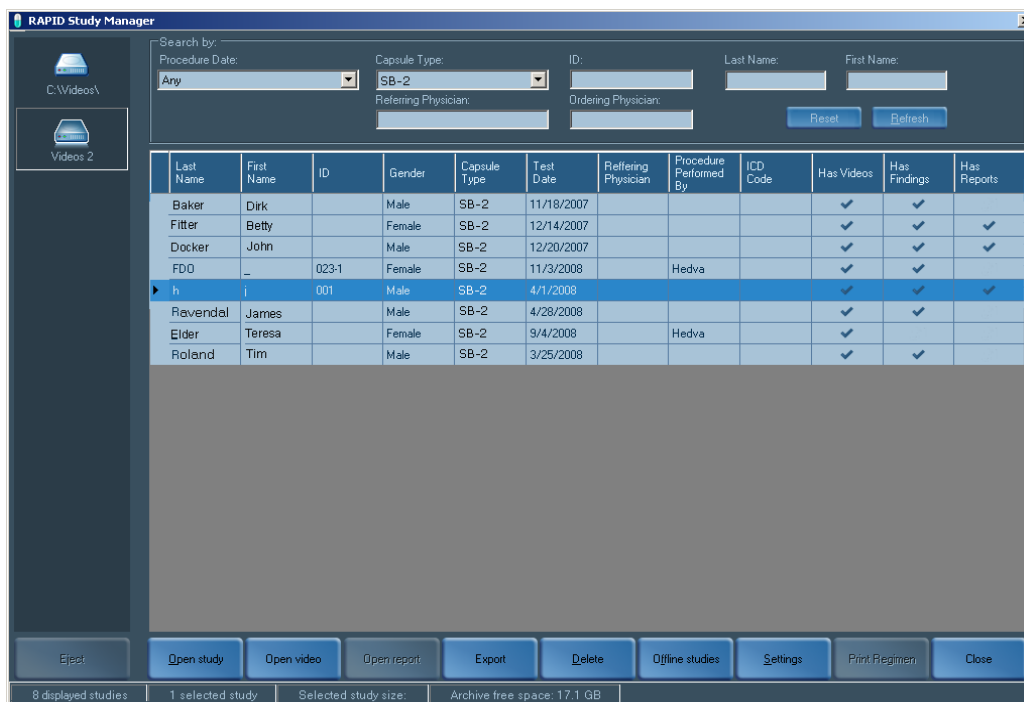 RAPID Study Manager
C:\Videos\
Videos 2
Search by:
Procedure Date: Capsule Type: ID: Last Name: First Name:
Any SB-2
Referring Physician: Ordering Physician:
Reset Refresh
Last Name First Name ID Gender Capsule Type Test Date Reffering Physician Procedure Performed By ICD Code Has Videos Has Findings Has Reports
Baker Dirk Male SB-2 11/18/2007
Fitter Betty Female SB-2 12/14/2007
Docker John Male SB-2 12/20/2007
FDO _ 023-1 Female SB-2 11/3/2008 Hedva
h j 001 Male SB-2 4/1/2008
Ravendal James Male SB-2 4/28/2008
Elder Teresa Female SB-2 9/4/2008 Hedva
Roland Tim Male SB-2 3/25/2008
Eject Open study Open video Open report Export Delete Offline studies Settings Print Regimen Close
8 displayed studies 1 selected study Selected study size: Archive free space: 17.1 GB